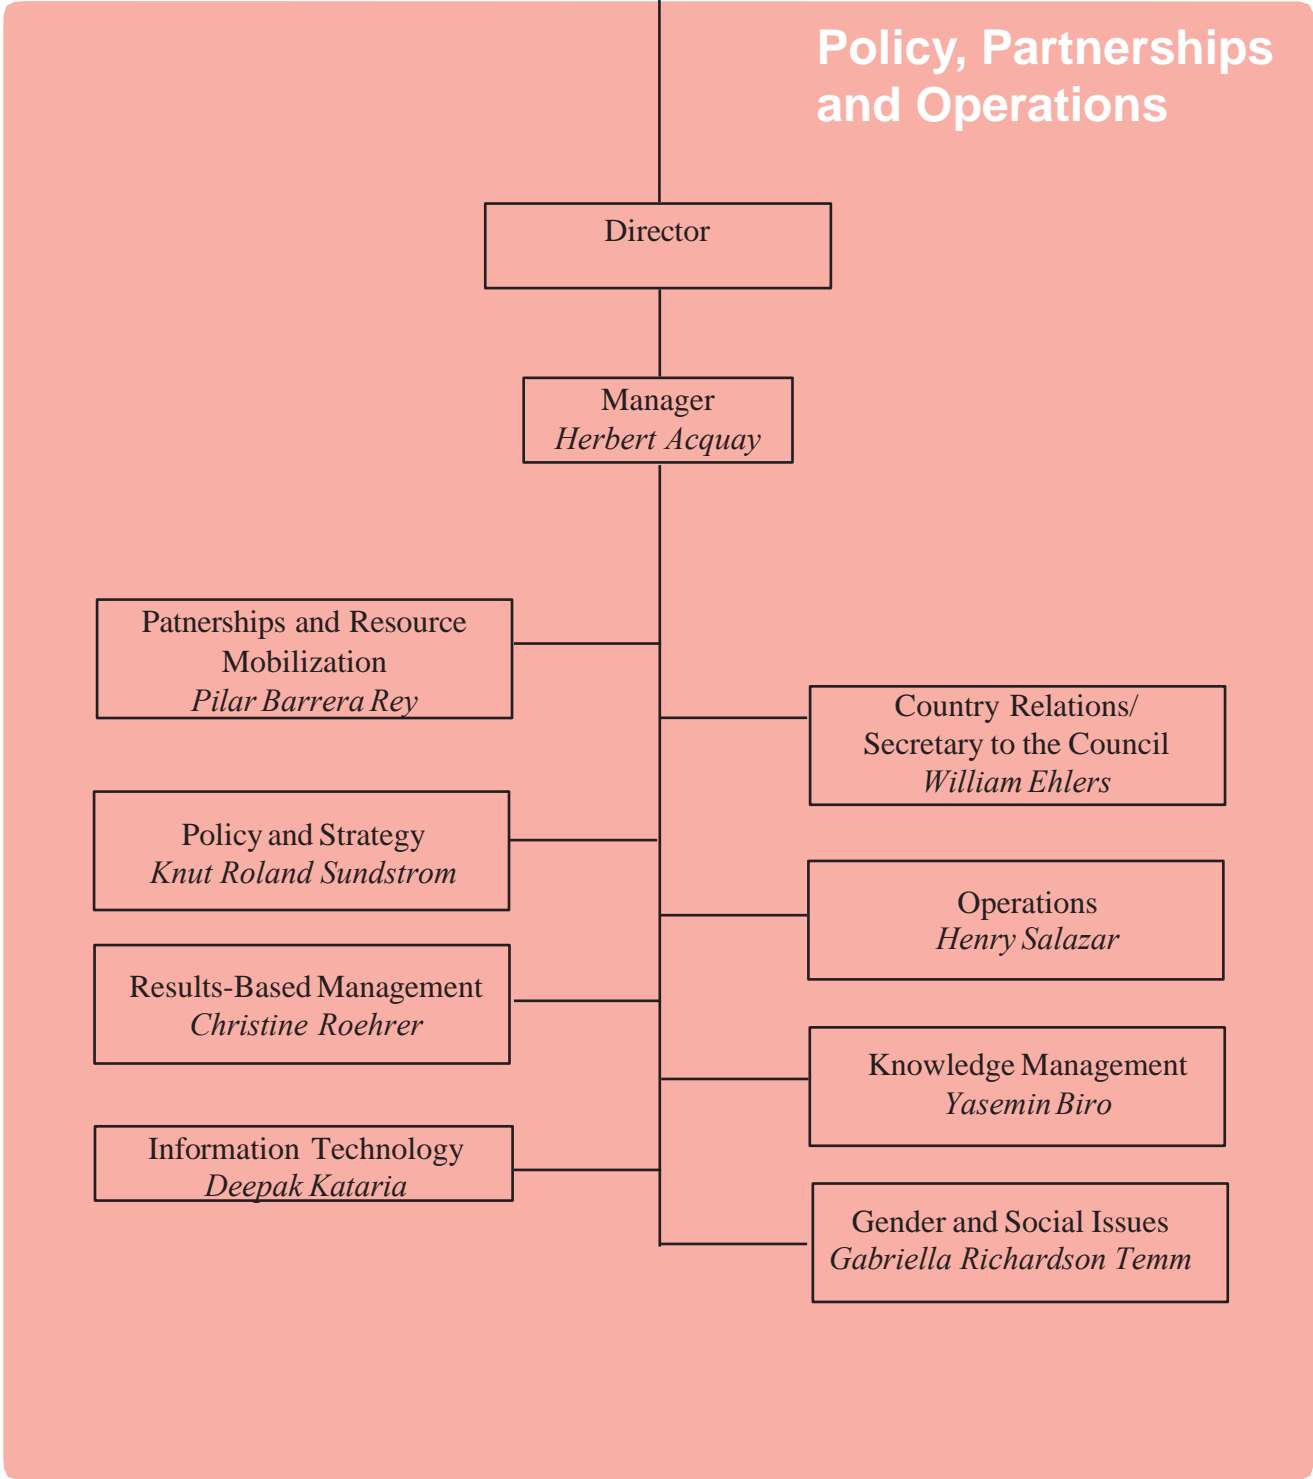 Policy, Partnerships
and Operations
Director
Manager
Herbert Acquay
Patnerships and Resource
Mobilization
Pilar Barrera Rey
Country Relations/
Secretary to the Council
William Ehlers
Policy and Strategy
Knut Roland Sundstrom
Operations
Henry Salazar
Results-Based Management
Christine Roehrer
Knowledge Management
Yasemin Biro
Information Technology
Deepak Kataria
Gender and Social Issues
Gabriella Richardson Temm